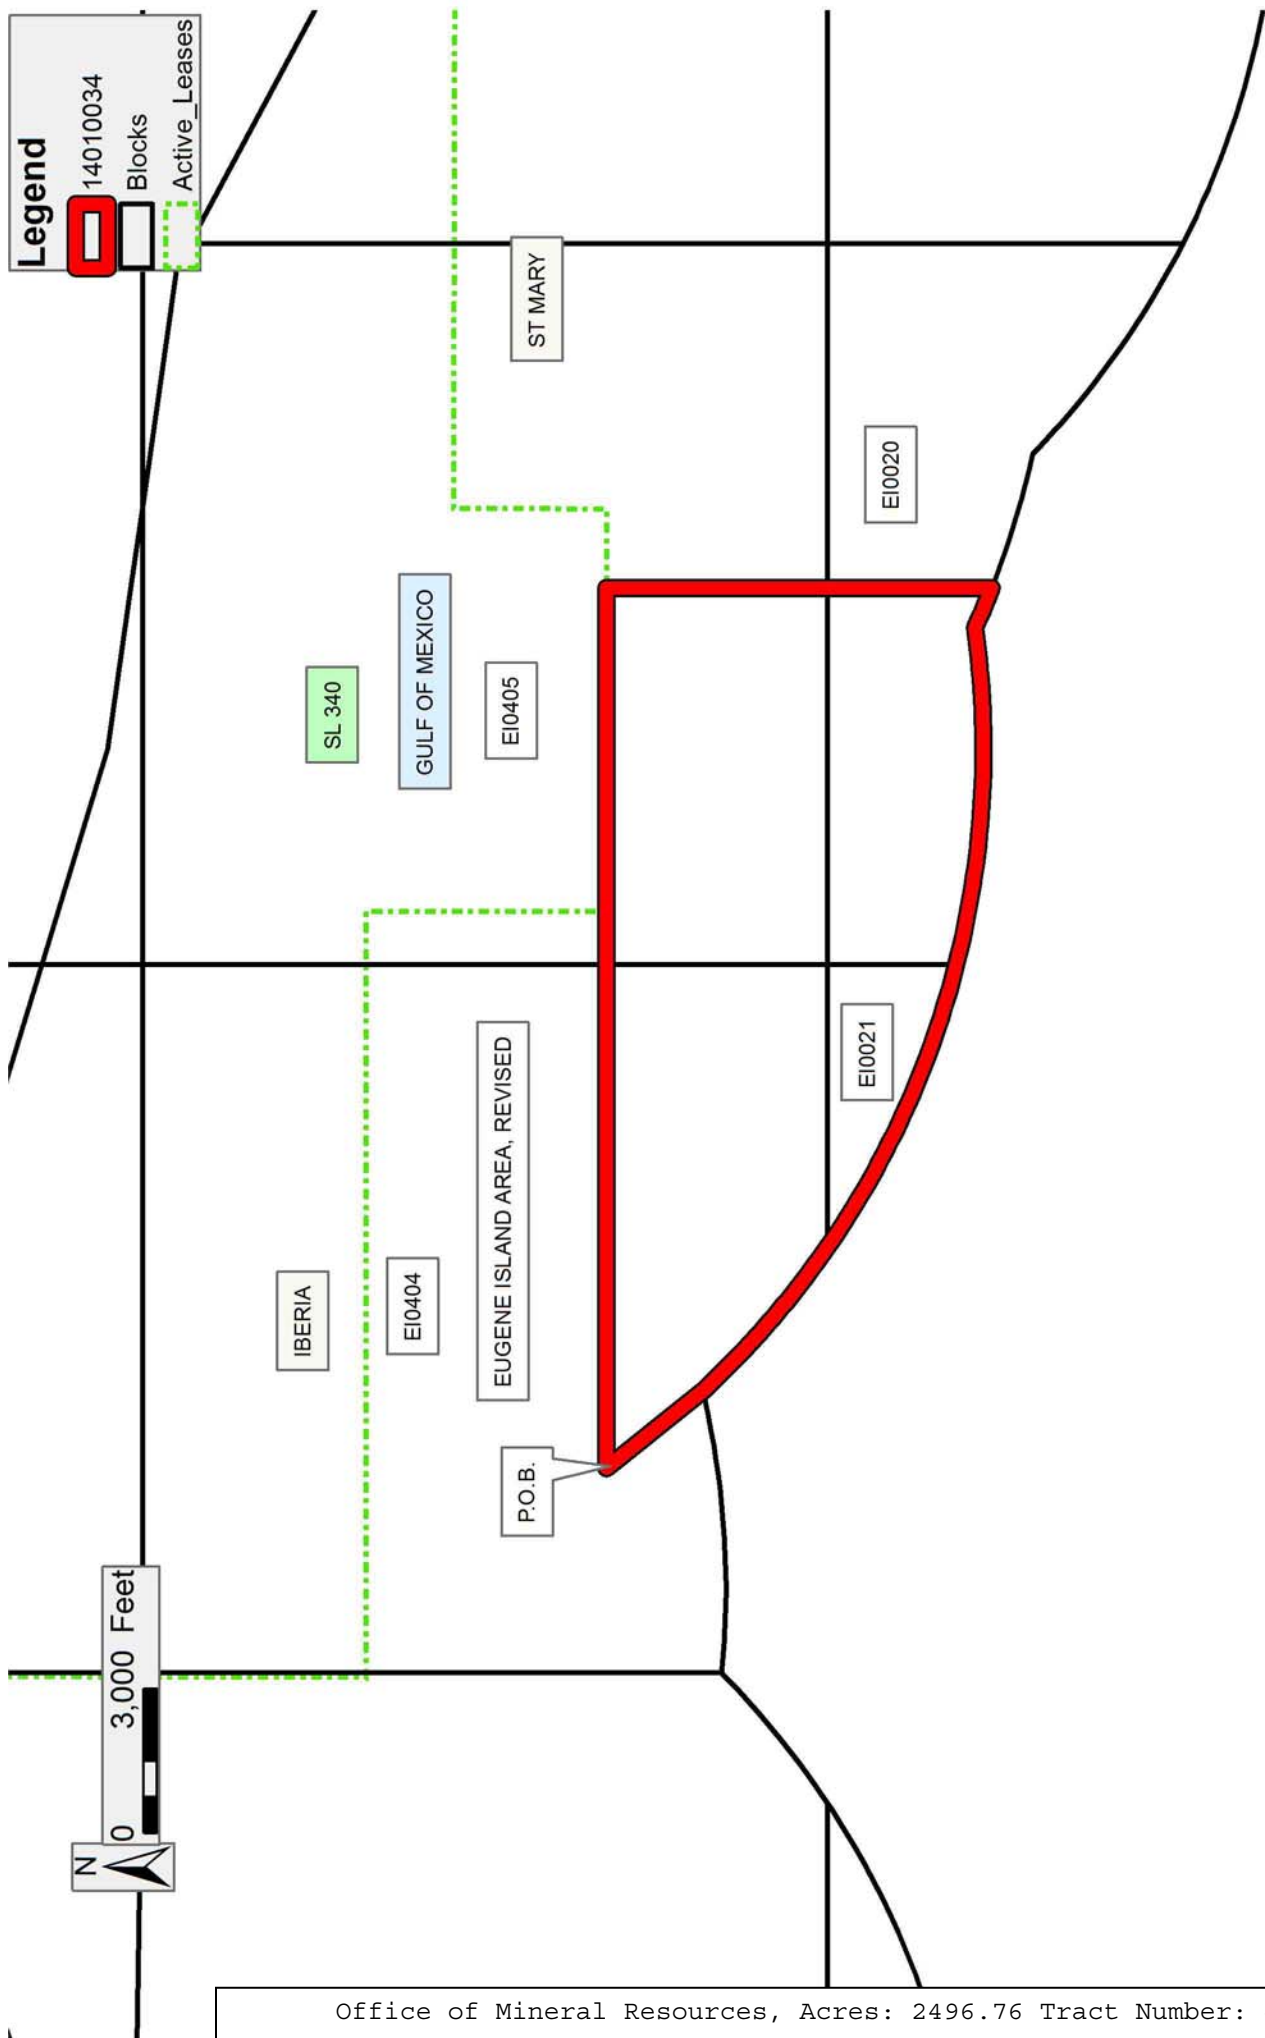 N
0 3,000 Feet
Legend
14010034
Blocks
Active_Leases
IBERIA
SL 340
EI0404
GULF OF MEXICO
EUGENE ISLAND AREA, REVISED
EI0405
P.O.B.
ST MARY
EI0021
EI0020
Office of Mineral Resources, Acres: 2496.76 Tract Number: